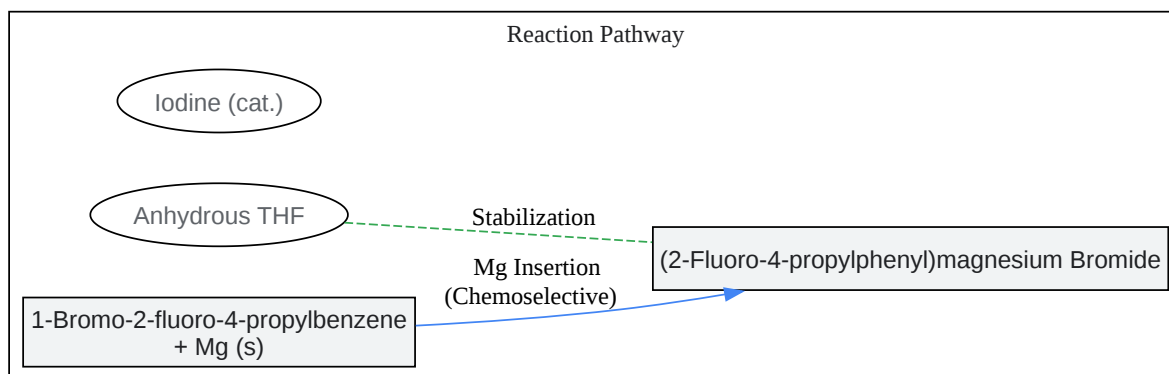 Reaction Pathway
Iodine (cat.)
Anhydrous THF
Stabilization
(2-Fluoro-4-propylphenyl)magnesium Bromide
Mg Insertion
(Chemoselective)
1-Bromo-2-fluoro-4-propylbenzene
+ Mg (s)